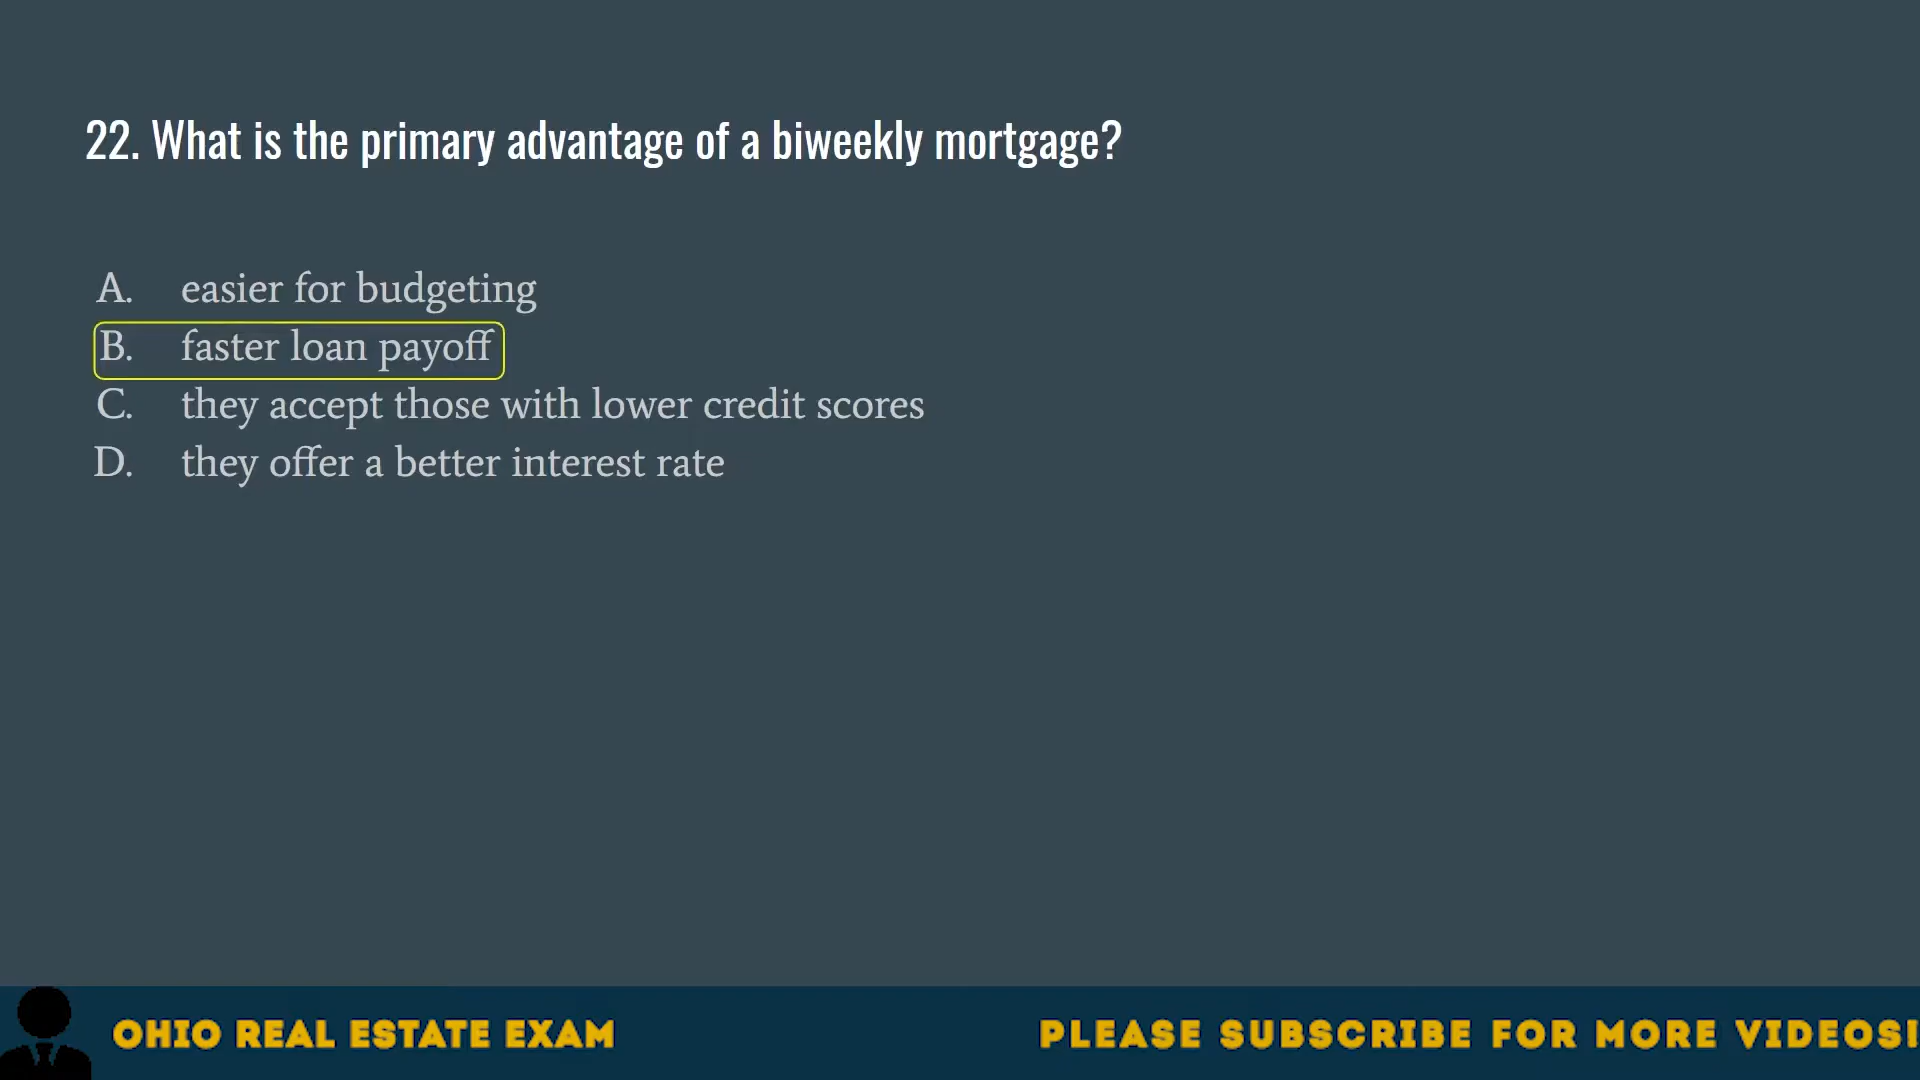 22. What is the primary advantage of a biweekly mortgage?
A. easier for budgeting
B. faster loan payoff
C. they accept those with lower credit scores
D. they offer a better interest rate
OHIO REAL ESTATE EXAM
PLEASE SUBSCRIBE FOR MORE VIDEOS!